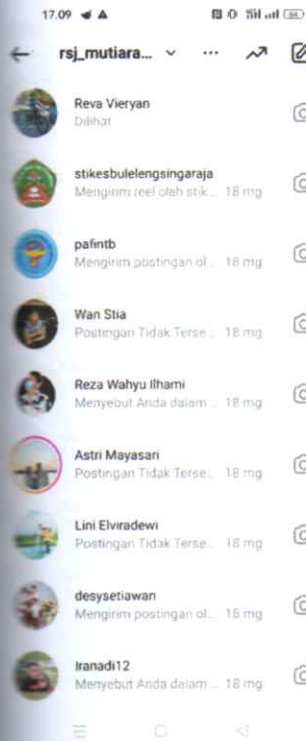 17.09
rsj_mutiara... ...
Reva Vieryan
Dilihat
stikesbulelengsingaraja
Mengirim reel oleh stik... 18 mg
pafintb
Mengirim postingan ol... 18 mg
Wan Stia
Postingan Tidak Terse... 18 mg
Reza Wahyu Ilhami
Menyebut Anda dalam ... 18 mg
Astri Mayasari
Postingan Tidak Terse... 18 mg
Lini Elviradewi
Postingan Tidak Terse... 18 mg
desysetiawan
Mengirim postingan ol... 18 mg
Iranadi12
Menyebut Anda dalam ... 18 mg